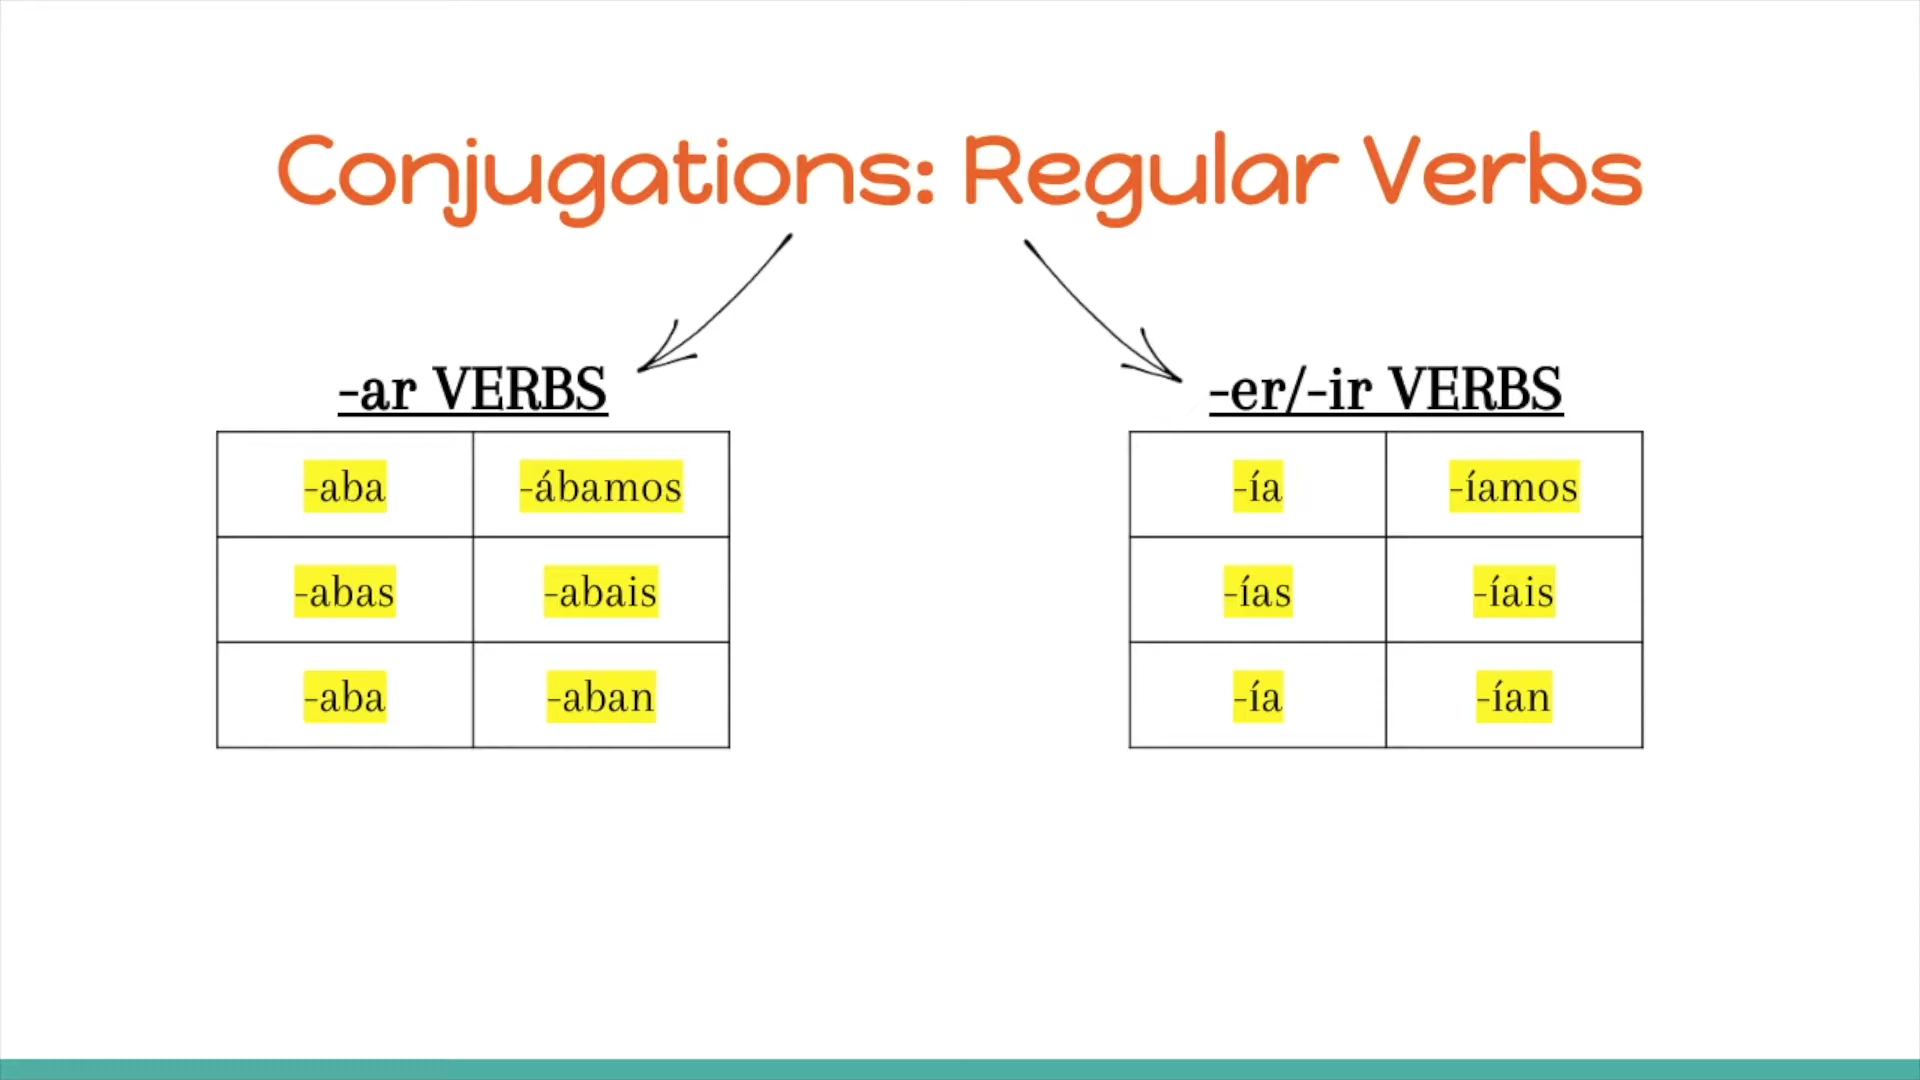 Conjugations: Regular Verbs
-ar VERBS
-aba -ábamos
-abas -abais
-aba -aban
-er/-ir VERBS
-ía -íamos
-ías -íais
-ía -ían